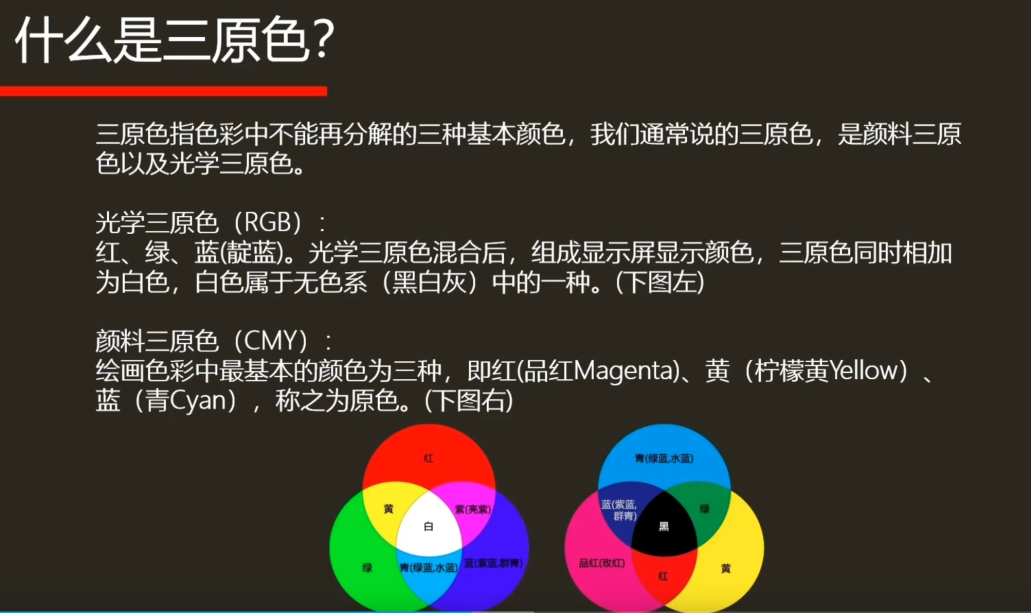 什么是三原色?
三原色指色彩中不能再分解的三种基本颜色，我们通常说的三原色，是颜料三原
色以及光学三原色。
光学三原色（RGB）:
红、绿、蓝(靛蓝)。光学三原色混合后，组成显示屏显示颜色，三原色同时相加
为白色，白色属于无色系（黑白灰）中的一种。(下图左)
颜料三原色（CMY）:
绘画色彩中最基本的颜色为三种，即红(品红Magenta)、黄（柠檬黄Yellow）、
蓝（青Cyan）, 称之为原色。(下图右)
红
黄
紫(亮紫)
白
绿
青(绿蓝,水蓝)
蓝(紫蓝,群青)
青(绿蓝,水蓝)
蓝(紫蓝,
群青)
绿
黑
品红(玫红)
红
黄